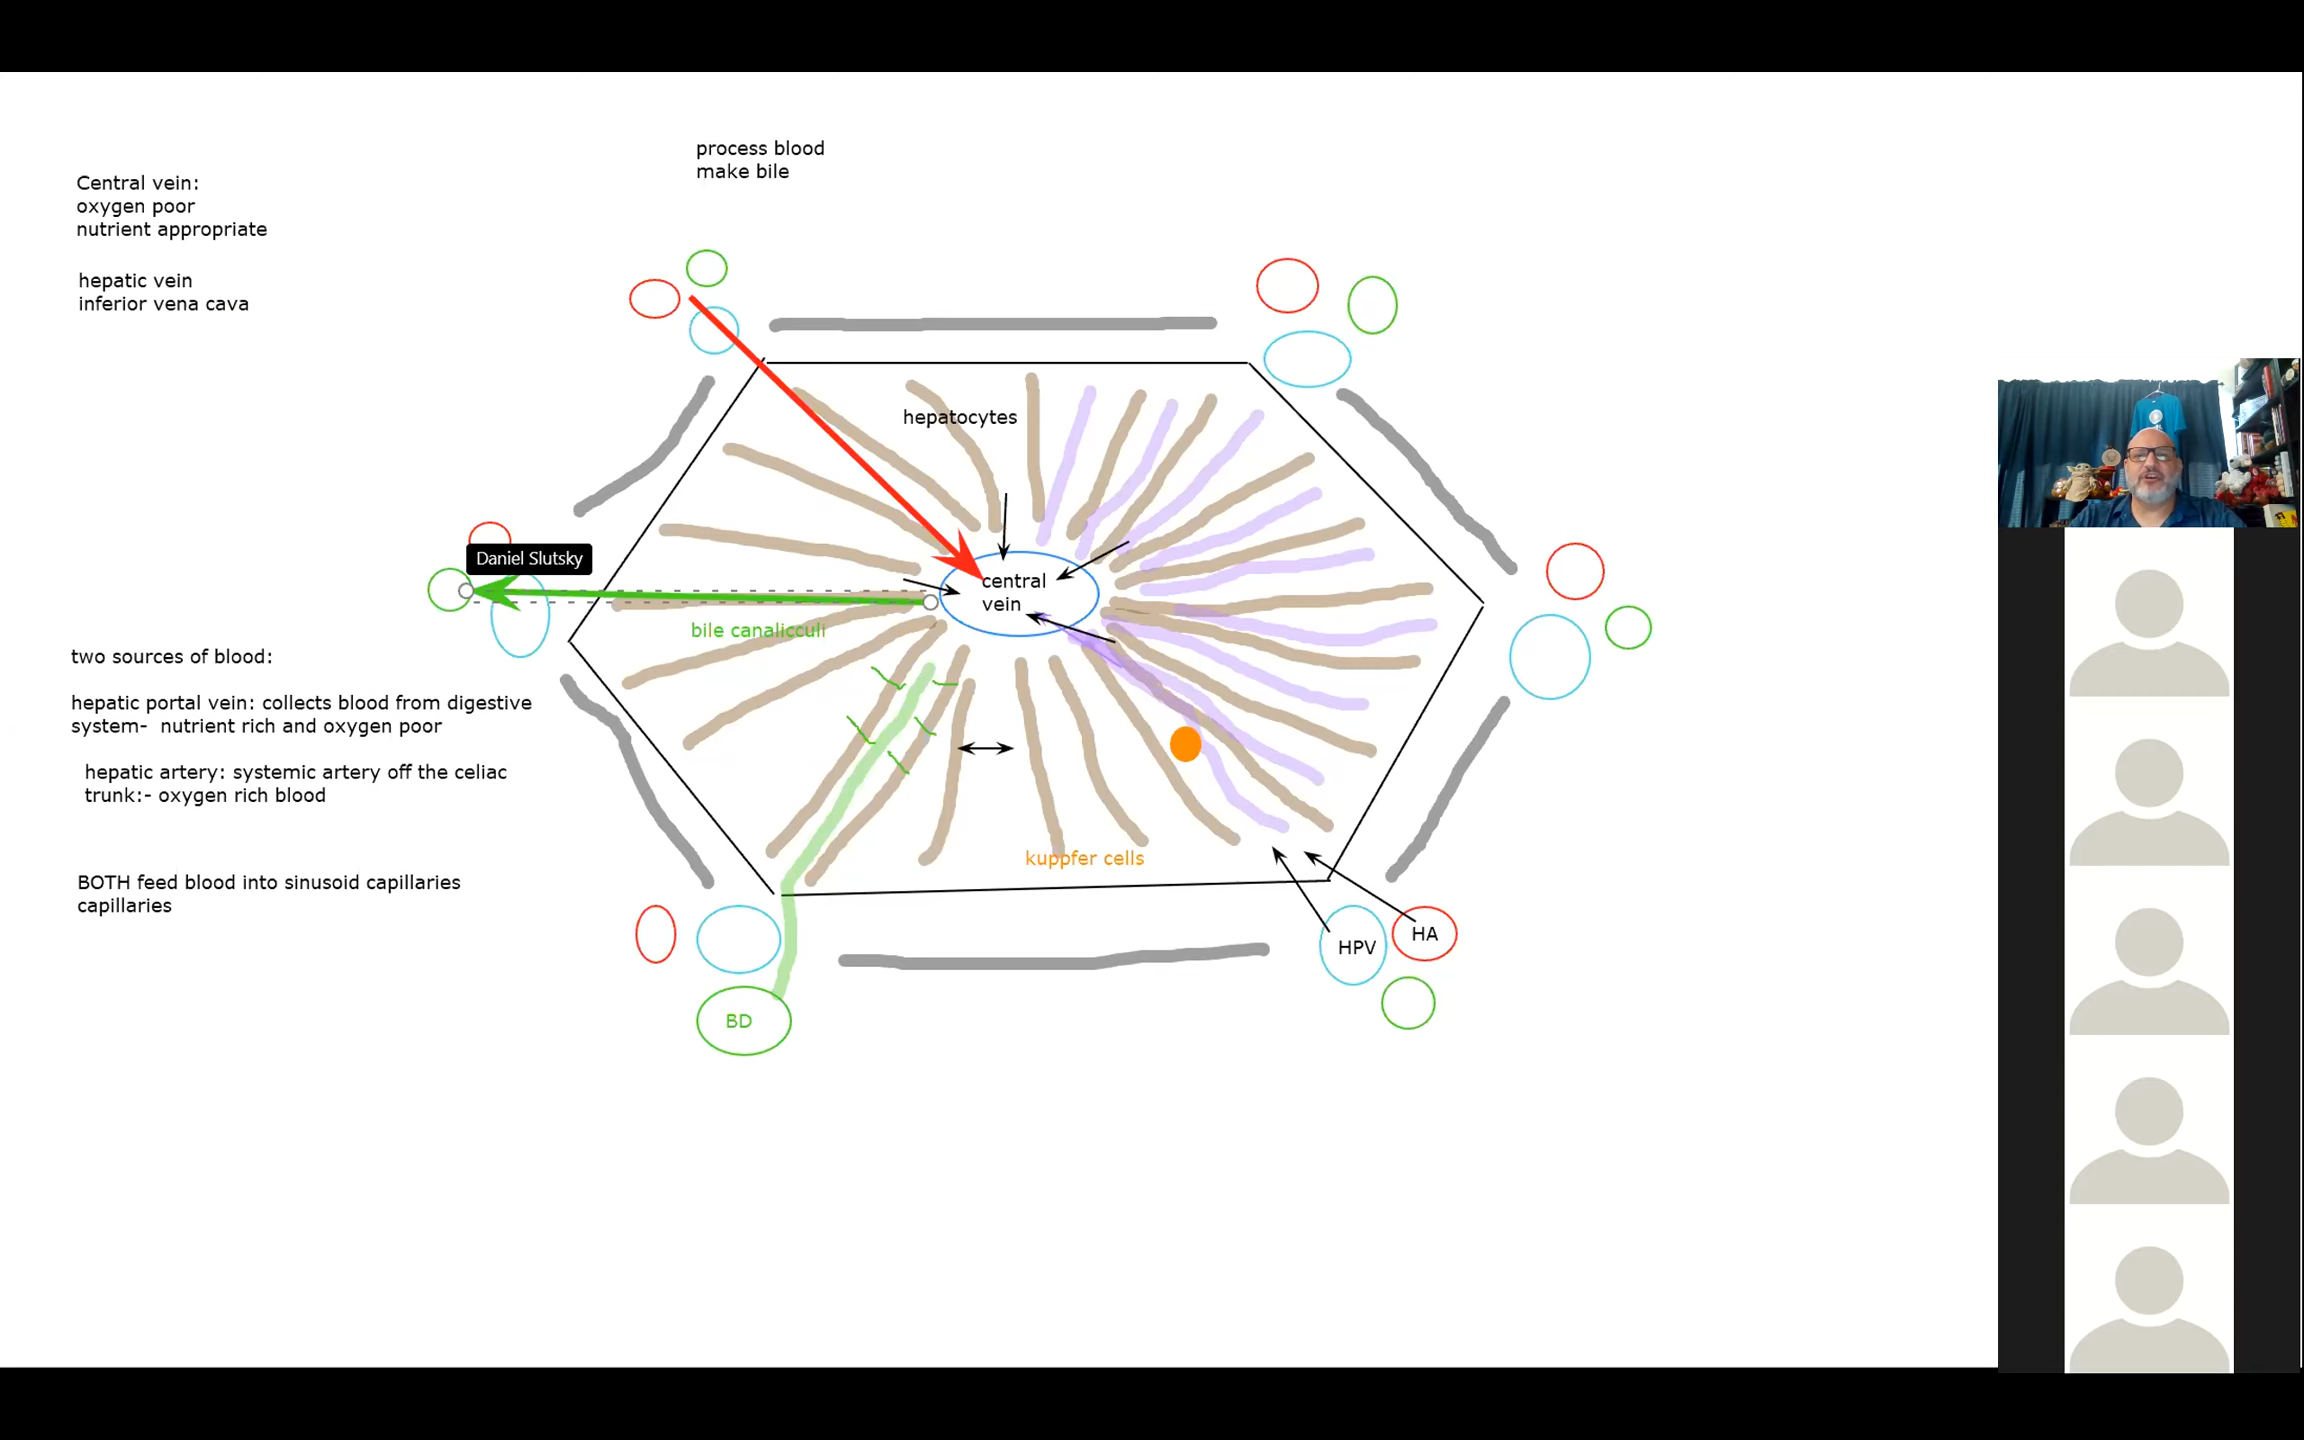 process blood
make bile
Central vein:
oxygen poor
nutrient appropriate
hepatic vein
inferior vena cava
hepatocytes
Daniel Slutsky
central
vein
bile canalicculi
two sources of blood:
hepatic portal vein: collects blood from digestive
system-  nutrient rich and oxygen poor
hepatic artery: systemic artery off the celiac
trunk:- oxygen rich blood
kuppfer cells
BOTH feed blood into sinusoid capillaries
capillaries
HPV
HA
BD